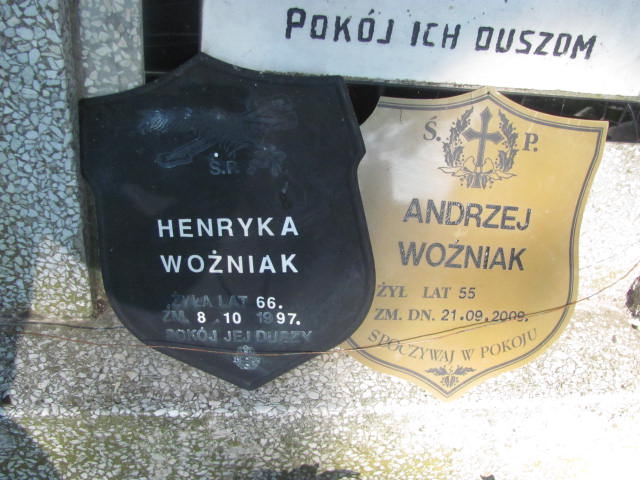 POKÓJ ICH DUSZOM
Ś.P.
HENRYKA
WOŹNIAK
ŻYŁA LAT 66.
ZM. 8.10 1997.
POKÓJ JEJ DUSZY
Ś. P.
ANDRZEJ
WOŹNIAK
ŻYŁ LAT 55
ZM. DN. 21.09.2009.
SPOCZYWAJ W POKOJU